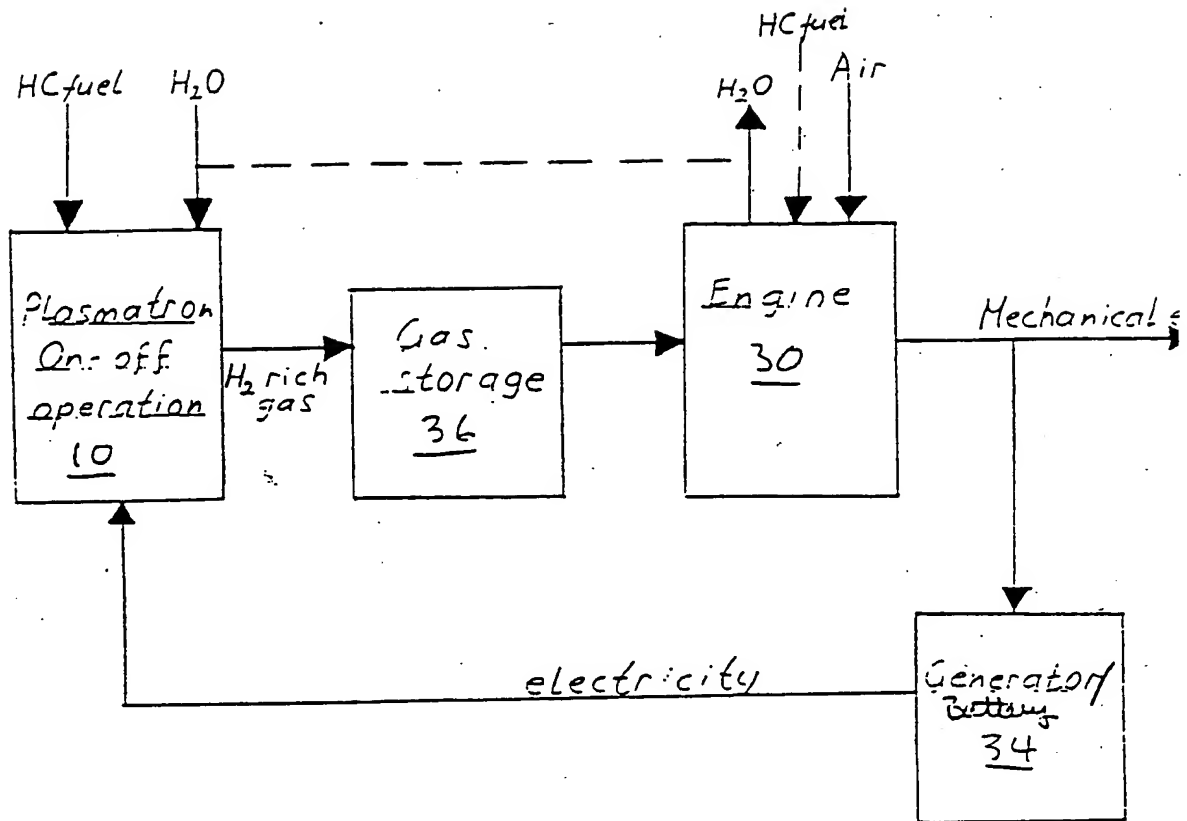 HC fuel
H₂O
H₂O
HC fuel
Air
Plasmatron
On-off
operation
10
H₂ rich
gas
Gas
storage
36
Engine
30
Mechanical
electricity
Generator/
Battery
34